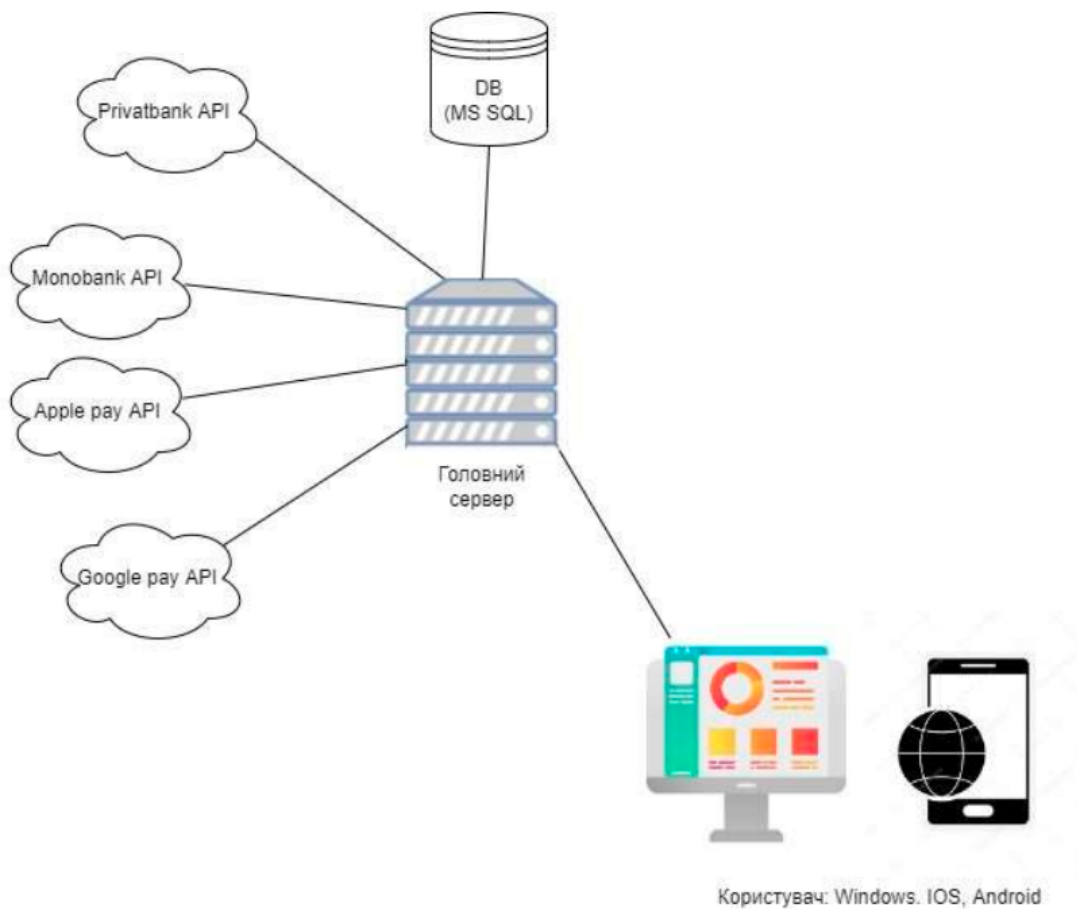 DB
(MS SQL)
Privatbank API
Monobank API
Apple pay API
Google pay API
Головний
сервер
Користувач: Windows. IOS, Android